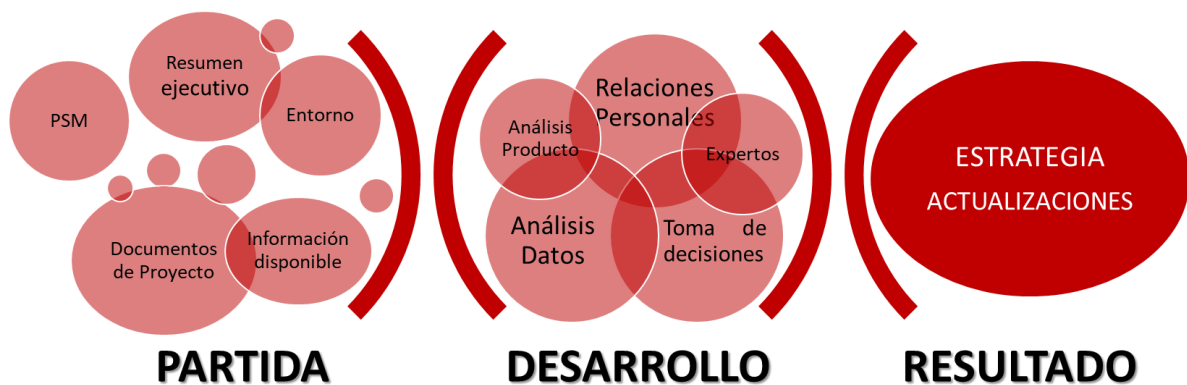 PSM
Resumen
ejecutivo
Entorno
Documentos
de Proyecto
Información
disponible
PARTIDA
Relaciones
Personales
Análisis
Producto
Expertos
Análisis
Datos
Toma de
decisiones
DESARROLLO
ESTRATEGIA
ACTUALIZACIONES
RESULTADO